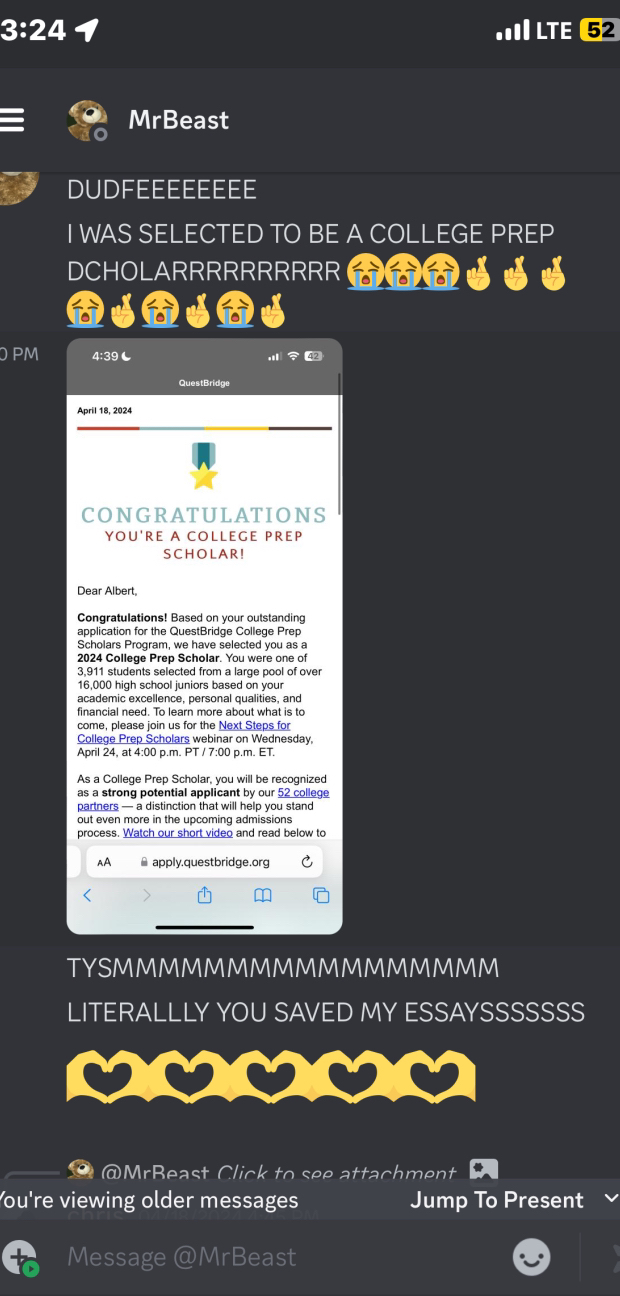 3:24
LTE 52
MrBeast
DUDFEEEEEEEE
I WAS SELECTED TO BE A COLLEGE PREP
DCHOLARRRRRRRRRRR 😭😭😭🤞🤞🤞
😭🤞😭🤞😭🤞
0 PM
4:39
42
QuestBridge
April 18, 2024
CONGRATULATIONS
YOU'RE A COLLEGE PREP
SCHOLAR!
Dear Albert,
Congratulations! Based on your outstanding
application for the QuestBridge College Prep
Scholars Program, we have selected you as a
2024 College Prep Scholar. You were one of
3,911 students selected from a large pool of over
16,000 high school juniors based on your
academic excellence, personal qualities, and
financial need. To learn more about what is to
come, please join us for the Next Steps for
College Prep Scholars webinar on Wednesday,
April 24, at 4:00 p.m. PT / 7:00 p.m. ET.
As a College Prep Scholar, you will be recognized
as a strong potential applicant by our 52 college
partners — a distinction that will help you stand
out even more in the upcoming admissions
process. Watch our short video and read below to
AA apply.questbridge.org
TYSMMMMMMMMMMMMMMMMMM
LITERALLLY YOU SAVED MY ESSAYSSSSSSS
@MrBeast Click to see attachment
You're viewing older messages
Jump To Present
Message @MrBeast